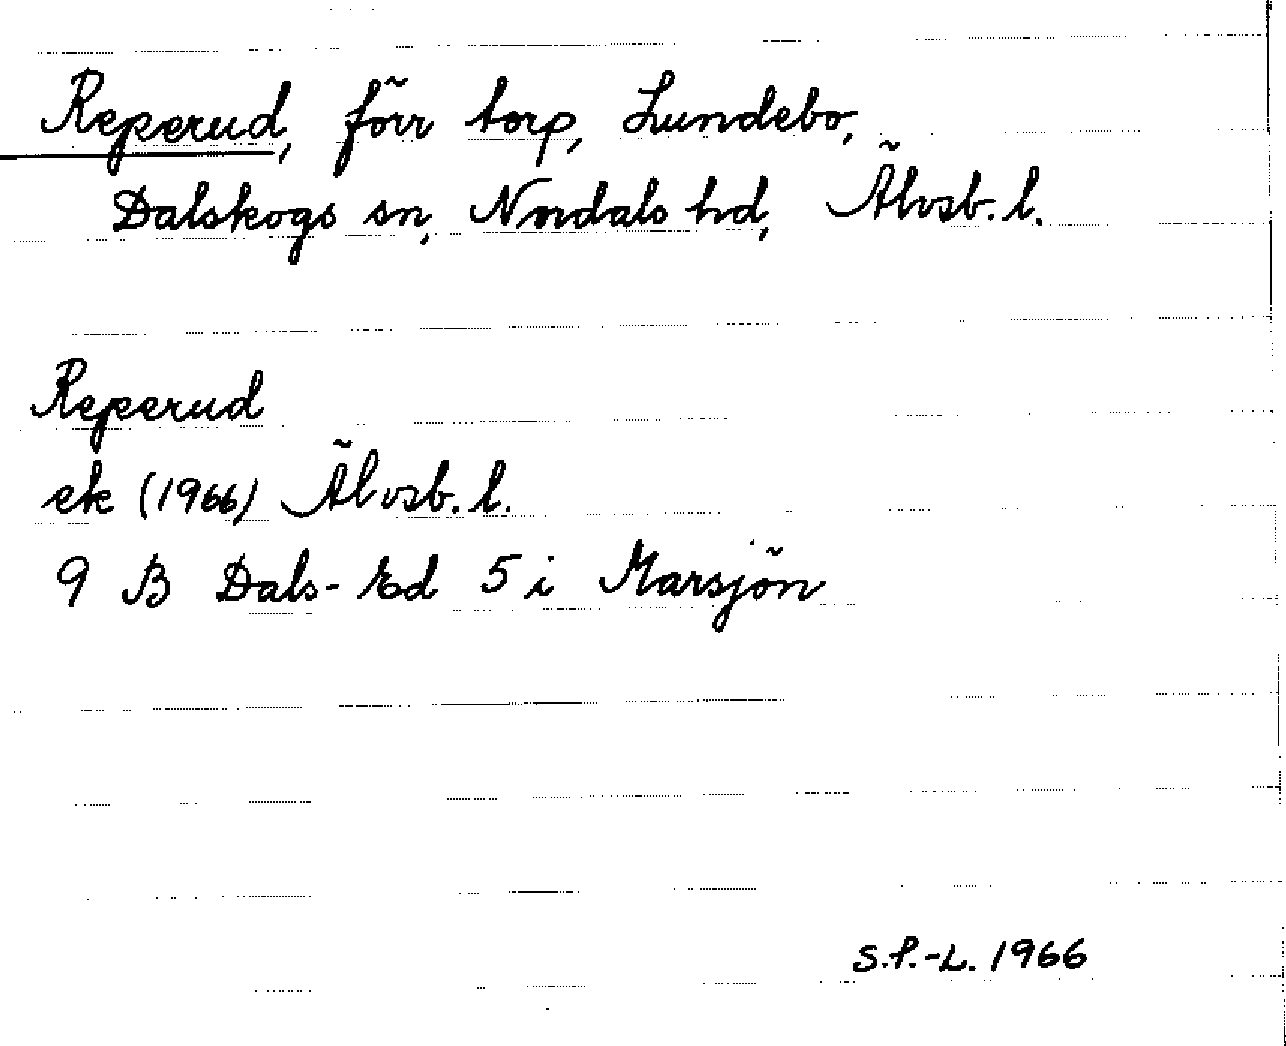 Reperud, förr torp, Lundebo,
Dalskogs sn, Nordals hd, Älvsb. l.
Reperud
ek (1966) Älvsb. l.
9 B Dals-Ed 5 i Marsjön
S.P.-L. 1966